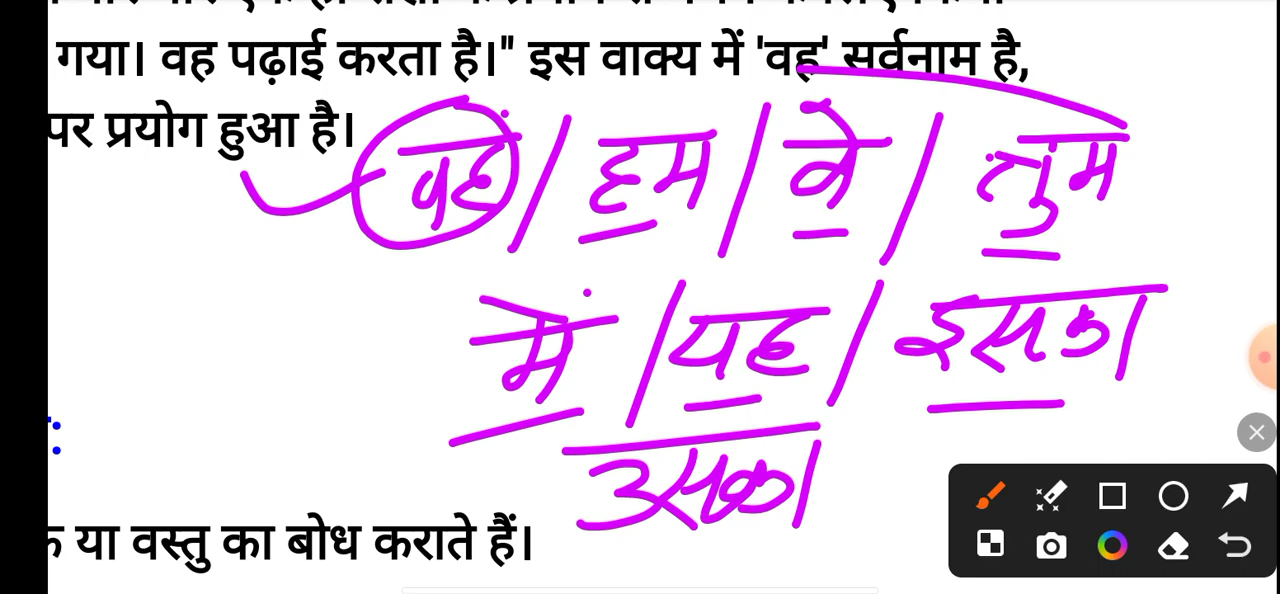 गया। वह पढ़ाई करता है।" इस वाक्य में 'वह' सर्वनाम है,
पर प्रयोग हुआ है।
वह / हम / वे / तुम
मैं / यह / इसका
उसका
या वस्तु का बोध कराते हैं।